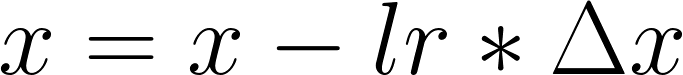 x = x − lr ∗ Δx